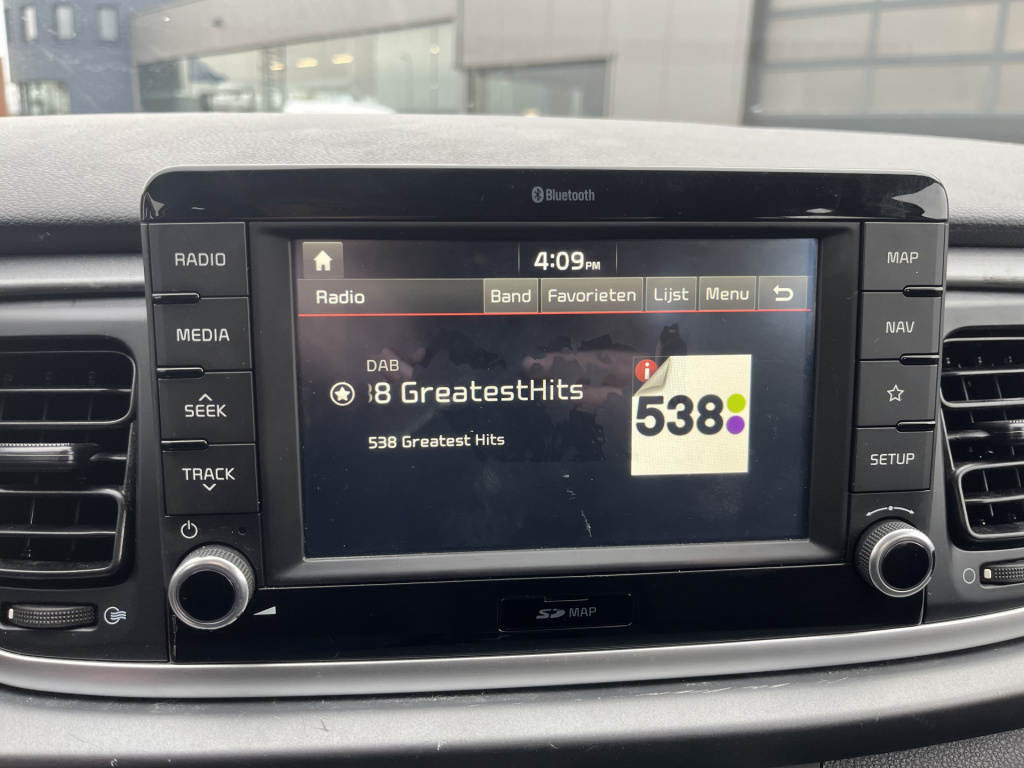 Bluetooth
RADIO
MEDIA
SEEK
TRACK
4:09PM
Radio Band Favorieten Lijst Menu
DAB
8 GreatestHits
538 Greatest Hits
i
538
MAP
NAV
SETUP
SD MAP